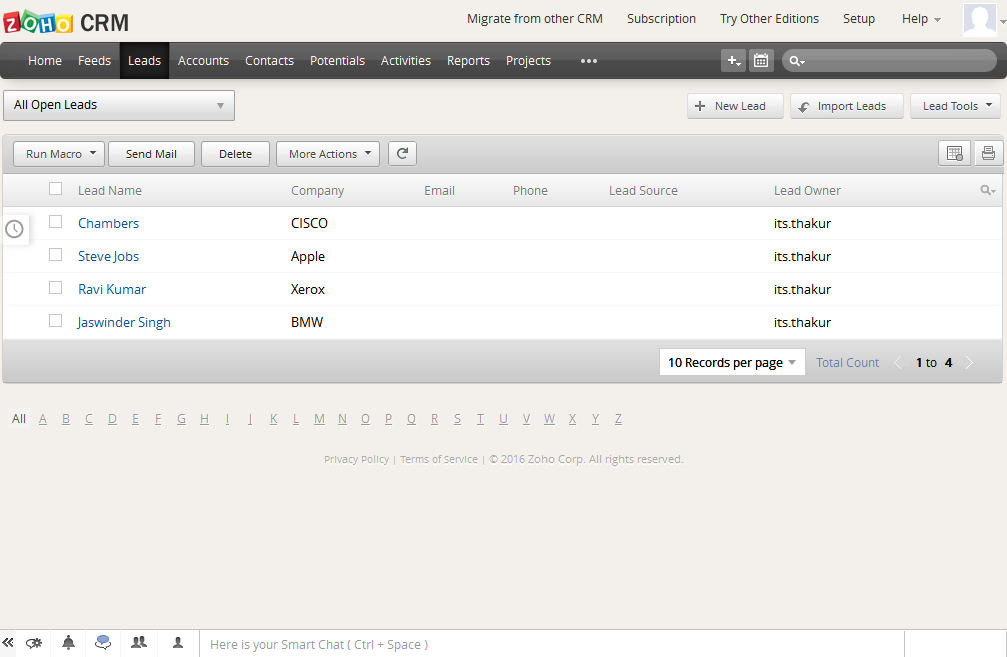 ZOHO CRM
Migrate from other CRM Subscription Try Other Editions Setup Help
Home Feeds Leads Accounts Contacts Potentials Activities Reports Projects
All Open Leads
New Lead Import Leads Lead Tools
Run Macro Send Mail Delete More Actions
Lead Name Company Email Phone Lead Source Lead Owner
Chambers CISCO its.thakur
Steve Jobs Apple its.thakur
Ravi Kumar Xerox its.thakur
Jaswinder Singh BMW its.thakur
10 Records per page Total Count 1 to 4
All A B C D E F G H I J K L M N O P Q R S T U V W X Y Z
Privacy Policy | Terms of Service | © 2016 Zoho Corp. All rights reserved.
Here is your Smart Chat ( Ctrl + Space )